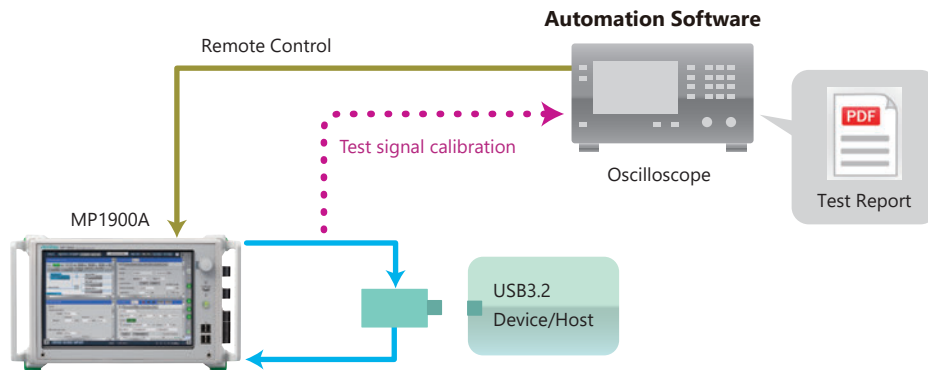 Automation Software
Remote Control
Test signal calibration
PDF
Oscilloscope
Test Report
MP1900A
USB3.2
Device/Host